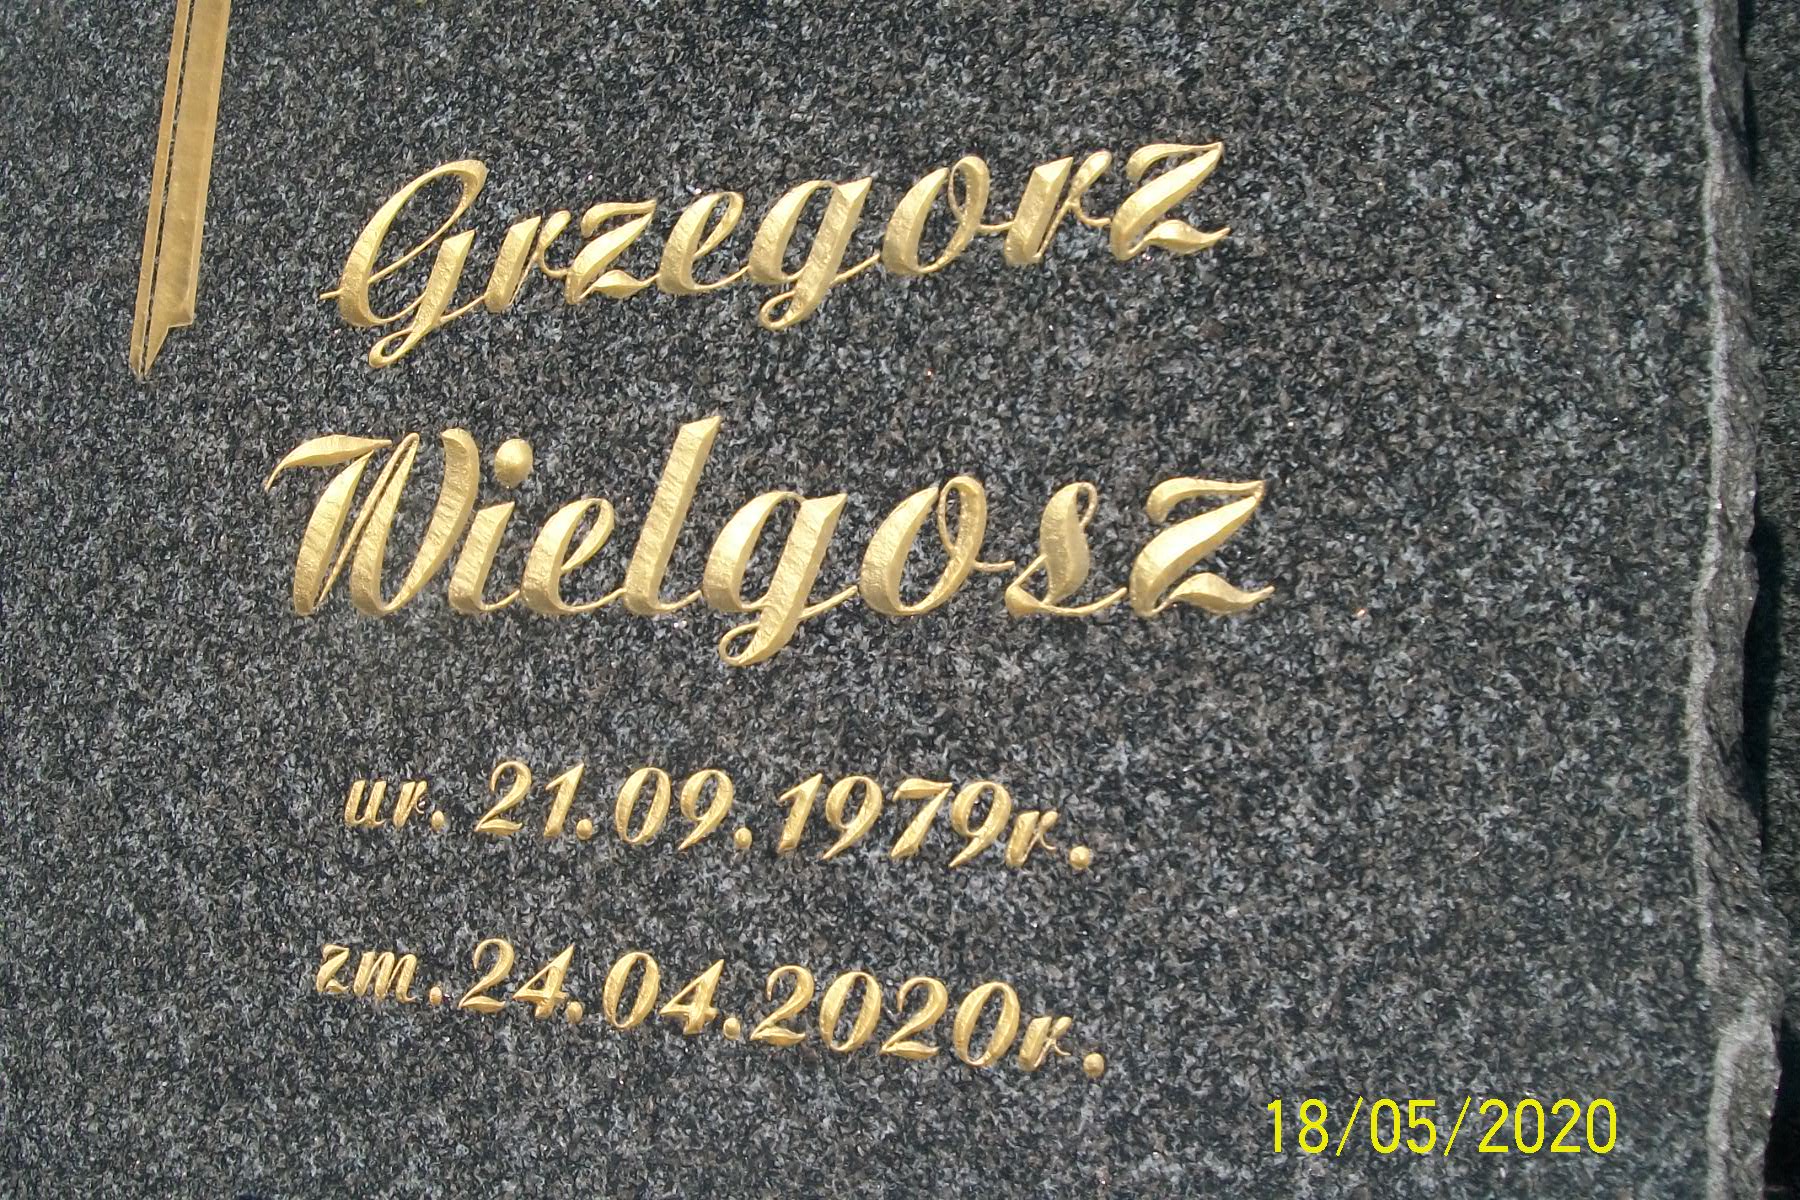 Grzegorz
Wielgosz
ur. 21.09.1979r.
zm. 24.04.2020r.
18/05/2020